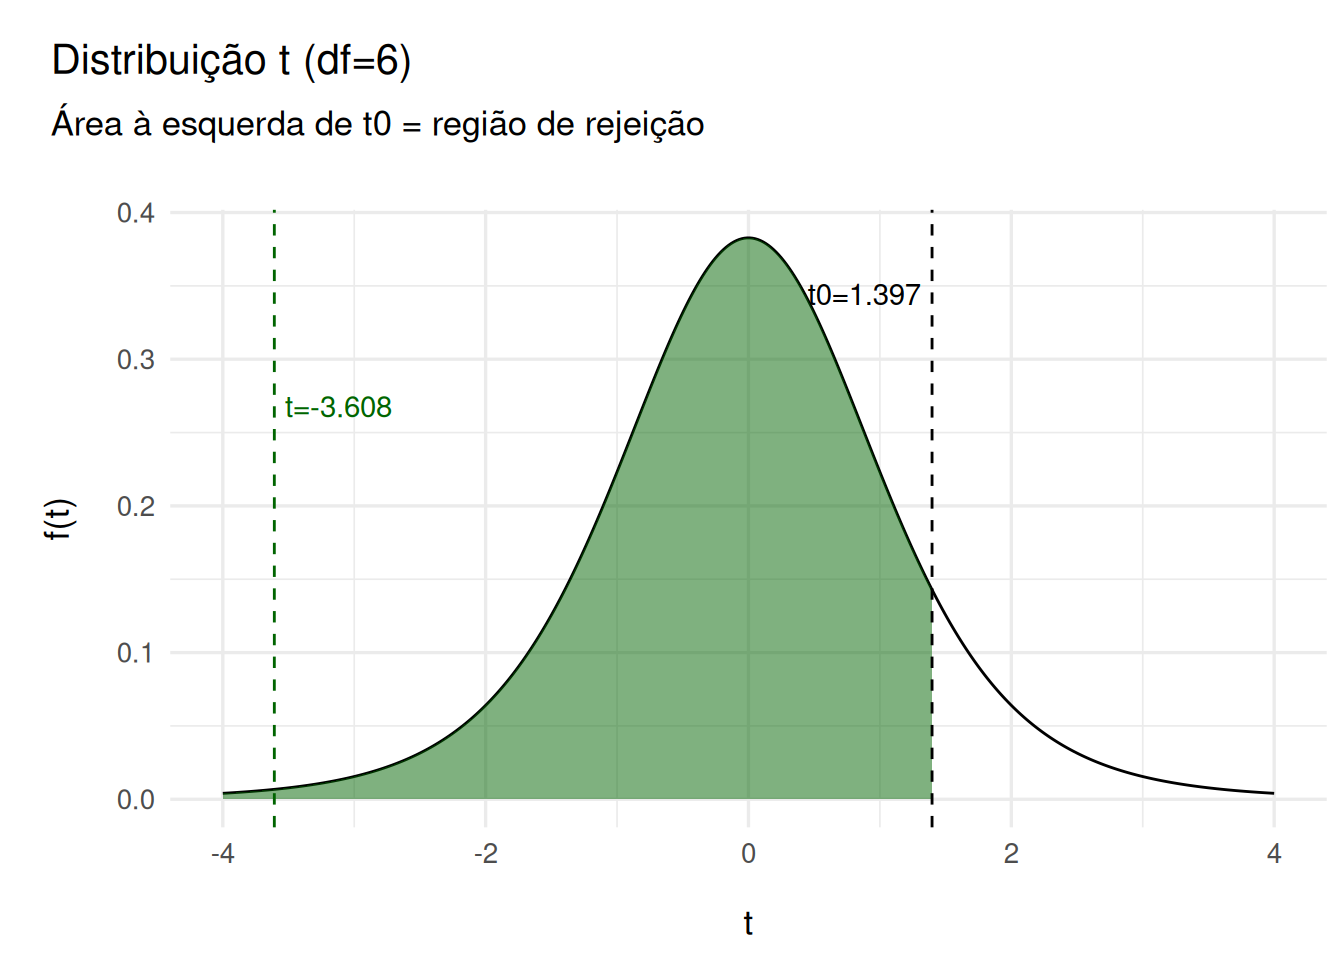 Distribuição t (df=6)
Área à esquerda de t0 = região de rejeição
0.4
0.3
0.2
0.1
0.0
f(t)
t0=1.397
t=-3.608
-4
-2
0
2
4
t